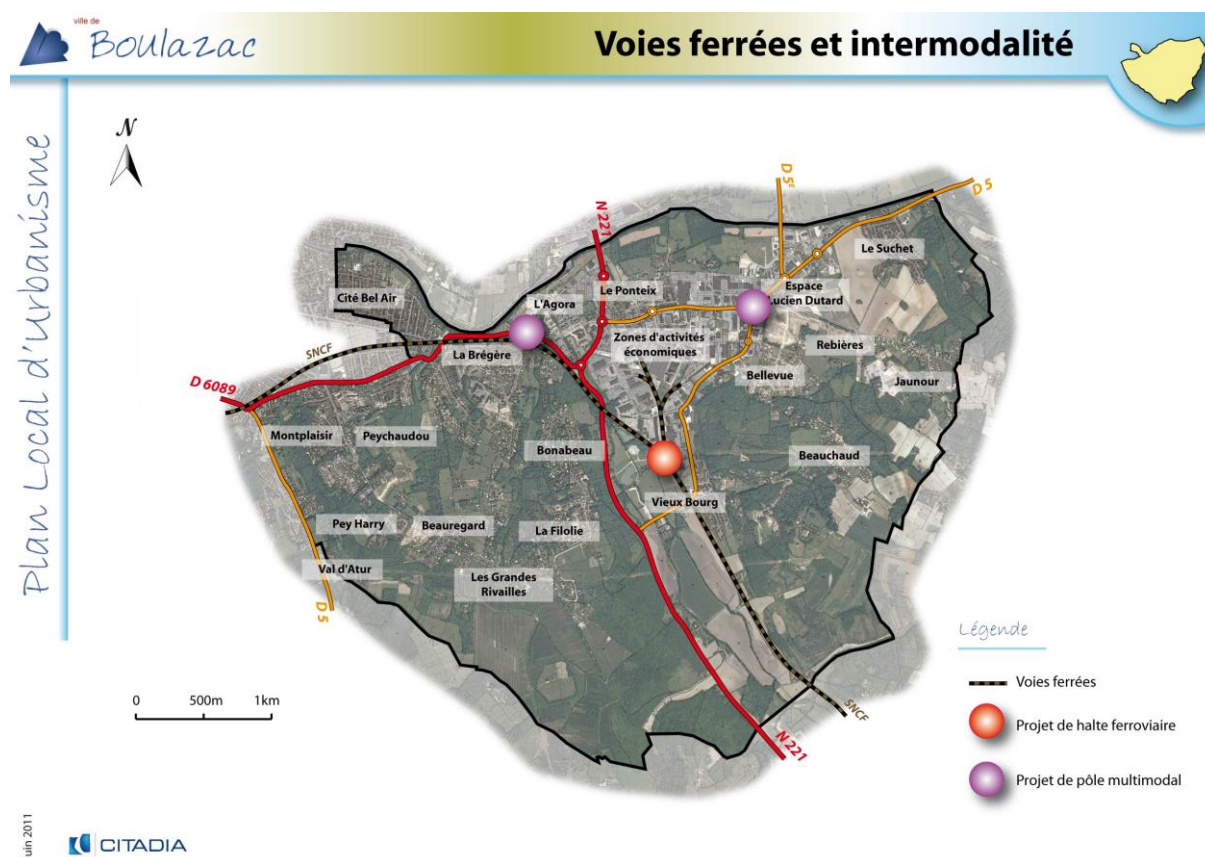 ville de
Boulazac
Voies ferrées et intermodalité
Plan Local d'Urbanisme
N
D 5ᴱ
D 5
N 221
Le Suchet
Cité Bel Air
L'Agora
Le Ponteix
Espace
Lucien Dutard
SNCF
La Brégère
Zones d'activités
économiques
Rebières
D 6089
Bellevue
Jaunour
Montplaisir
Peychaudou
Bonabeau
Beauchaud
Vieux Bourg
Pey Harry
Beauregard
La Filolie
Val d'Atur
Les Grandes
Rivailles
D 5
SNCF
N 221
0 500m 1km
Légende
Voies ferrées
Projet de halte ferroviaire
Projet de pôle multimodal
uin 2011
CITADIA